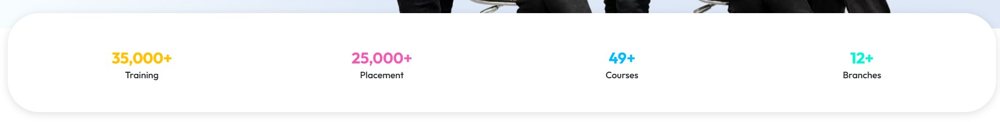 35,000+
Training
25,000+
Placement
49+
Courses
12+
Branches